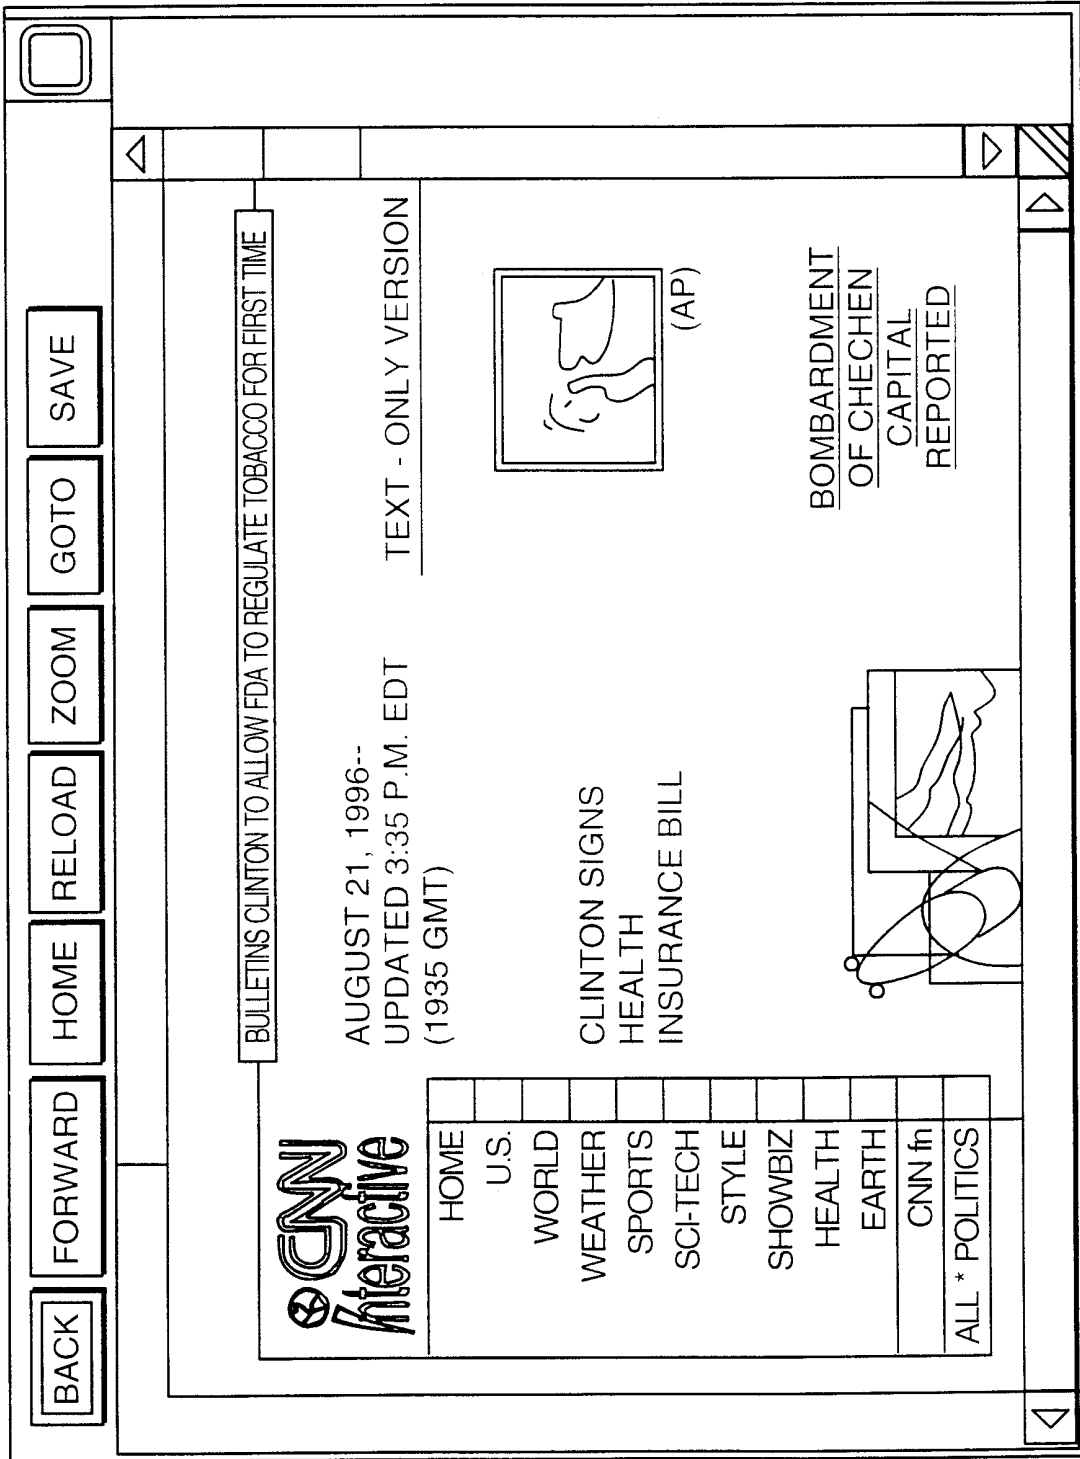 BACK
FORWARD
HOME
RELOAD
ZOOM
GOTO
SAVE
BULLETINS CLINTON TO ALLOW FDA TO REGULATE TOBACCO FOR FIRST TIME
CNN
Interactive
AUGUST 21, 1996--
UPDATED 3:35 P.M. EDT
(1935 GMT)
TEXT - ONLY VERSION
HOME
U.S.
WORLD
WEATHER
SPORTS
SCI-TECH
STYLE
SHOWBIZ
HEALTH
EARTH
CNN fn
ALL * POLITICS
CLINTON SIGNS
HEALTH
INSURANCE BILL
(AP)
BOMBARDMENT
OF CHECHEN
CAPITAL
REPORTED